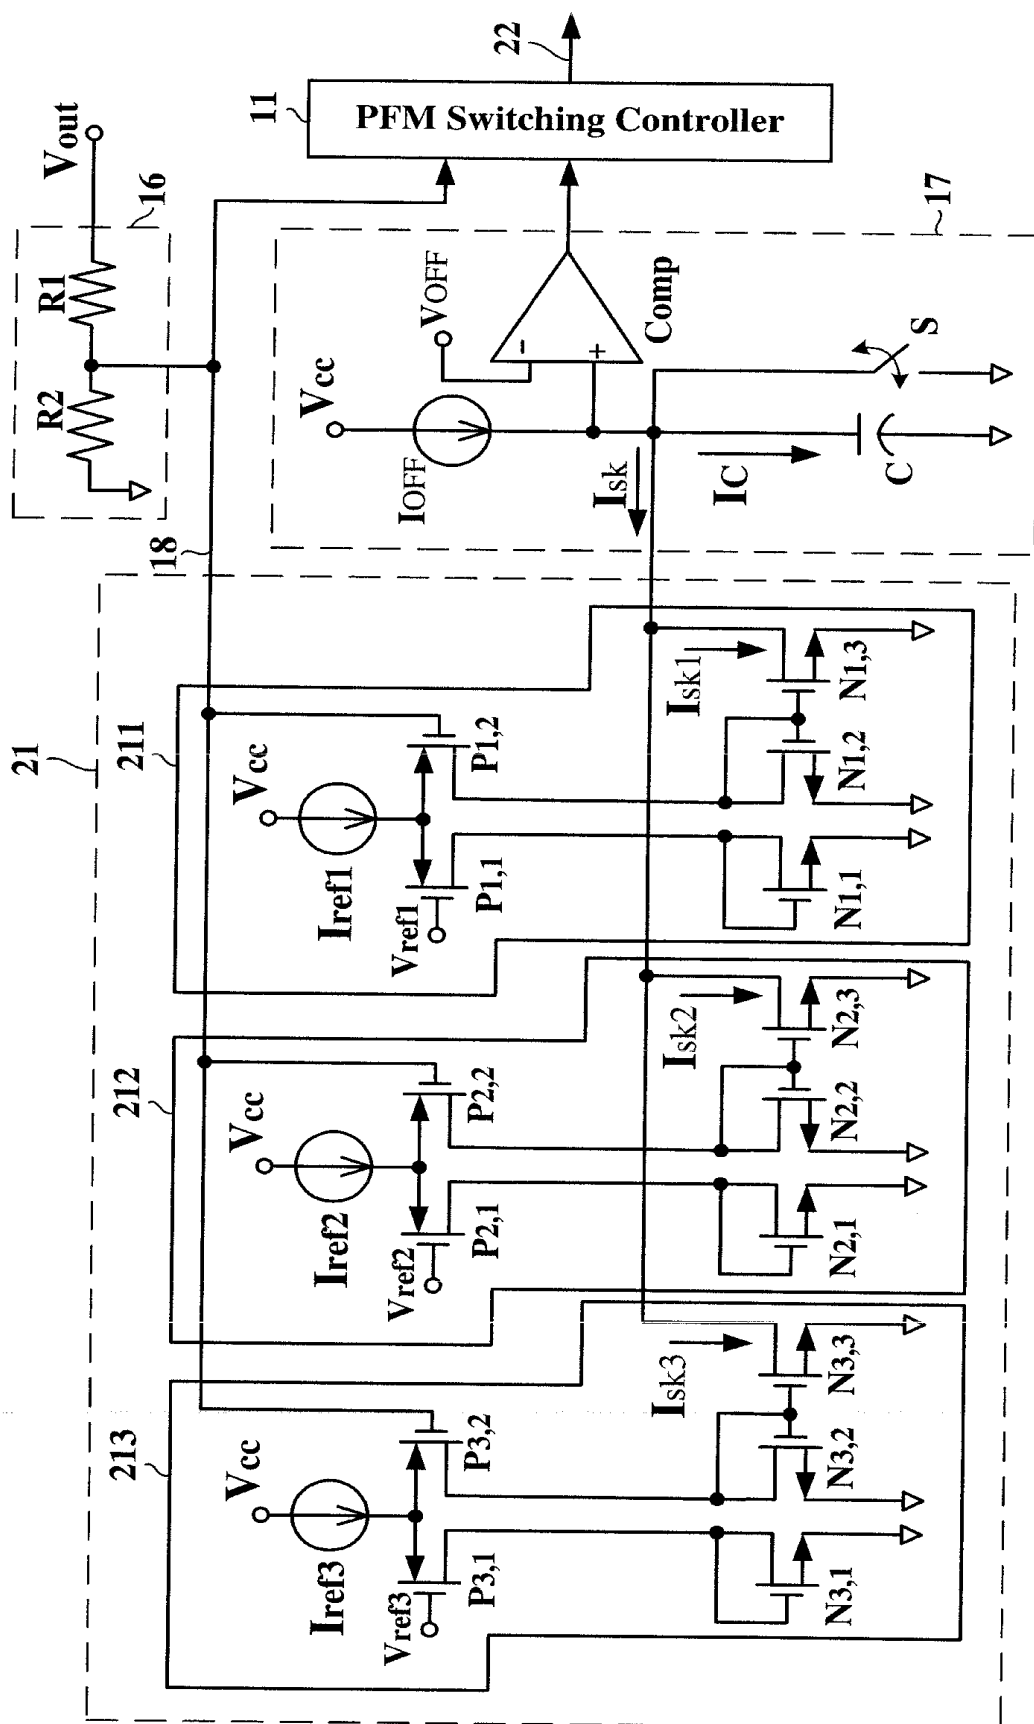 Vout
16
R1
R2
18
11
PFM Switching Controller
22
17
Vcc
IOFF
VOFF
-
+
Comp
Isk
IC
C
S
21
211
Vcc
Iref1
Vref1
P1,1
P1,2
Isk1
N1,1
N1,2
N1,3
212
Vcc
Iref2
Vref2
P2,1
P2,2
Isk2
N2,1
N2,2
N2,3
213
Vcc
Iref3
Vref3
P3,1
P3,2
Isk3
N3,1
N3,2
N3,3